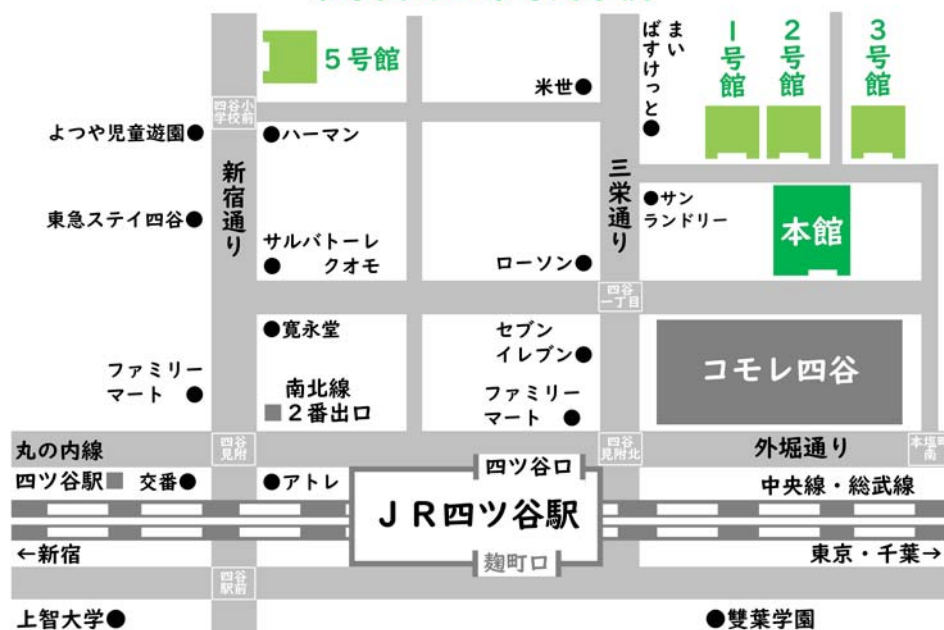 5号館
1号館
2号館
3号館
まい
ばすけっと
米世
四谷小
学校前
よつや児童遊園
ハーマン
新宿通り
三栄通り
サン
ランドリー
本館
東急ステイ四谷
サルバトーレ
クオモ
ローソン
四谷
一丁目
寛永堂
セブン
イレブン
コモレ四谷
ファミリー
マート
南北線
2番出口
ファミリー
マート
丸の内線
四谷
見附
四谷
見附北
外堀通り
本塩町
南
四ツ谷駅
交番
アトレ
四ツ谷口
中央線・総武線
JR四ツ谷駅
←新宿
麹町口
東京・千葉→
四谷
駅前
上智大学
雙葉学園